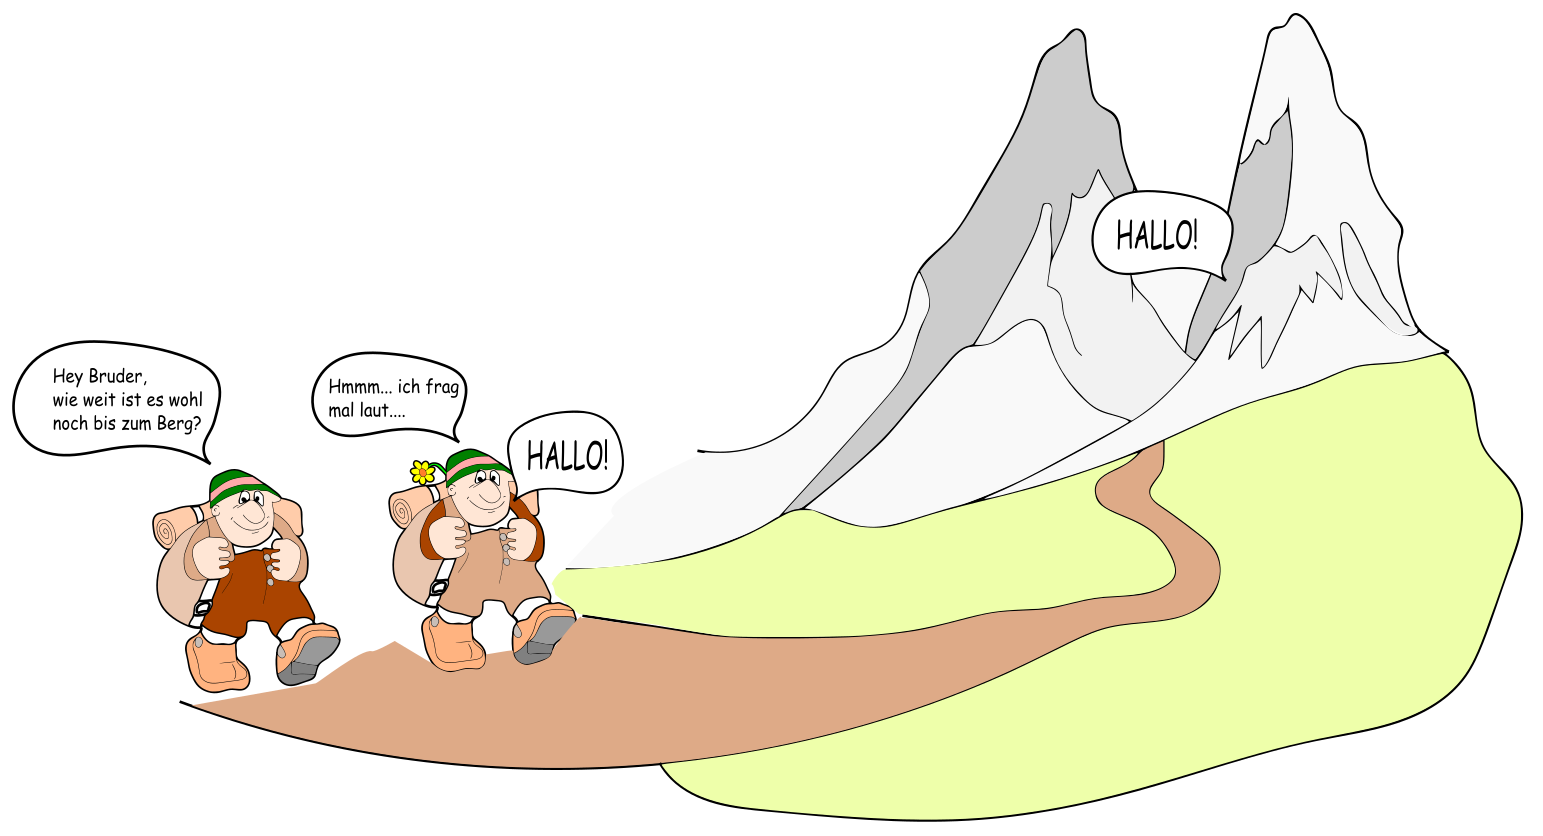 Hey Bruder,
wie weit ist es wohl
noch bis zum Berg?
Hmmm... ich frag
mal laut....
HALLO!
HALLO!